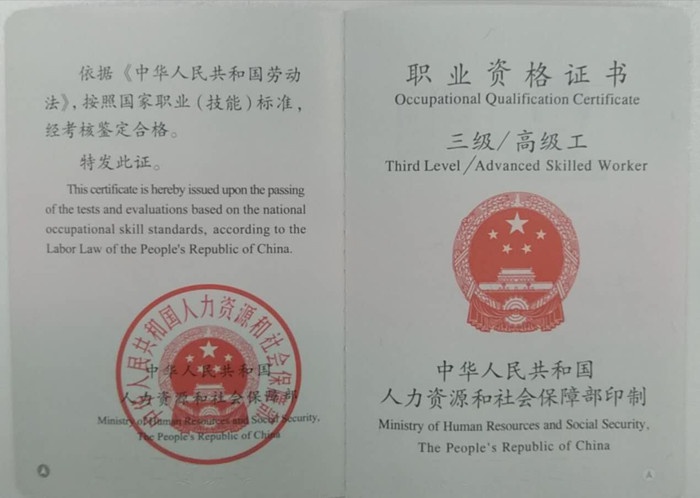 依据《中华人民共和国劳动
法》，按照国家职业（技能）标准，
经考核鉴定合格。
特发此证。
This certificate is hereby issued upon the passing
of the tests and evaluations based on the national
occupational skill standards, according to the
Labor Law of the People's Republic of China.
中华人民共和国人力资源和社会保障部
中华人民共和国
人力资源和社会保障部
Ministry of Human Resources and Social Security,
The People's Republic of China
职业资格证书
Occupational Qualification Certificate
三级/高级工
Third Level/Advanced Skilled Worker
中华人民共和国
人力资源和社会保障部印制
Ministry of Human Resources and Social Security,
The People's Republic of China